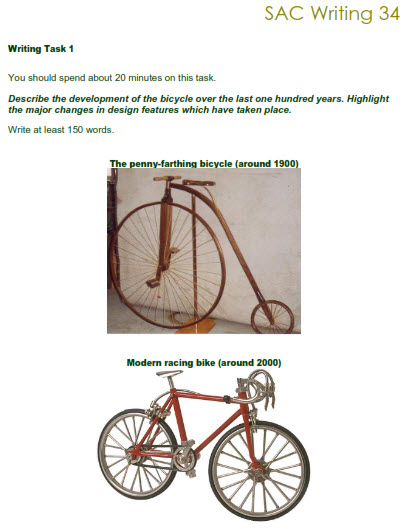 SAC Writing 34
Writing Task 1
You should spend about 20 minutes on this task.
Describe the development of the bicycle over the last one hundred years. Highlight
the major changes in design features which have taken place.
Write at least 150 words.
The penny-farthing bicycle (around 1900)
Modern racing bike (around 2000)